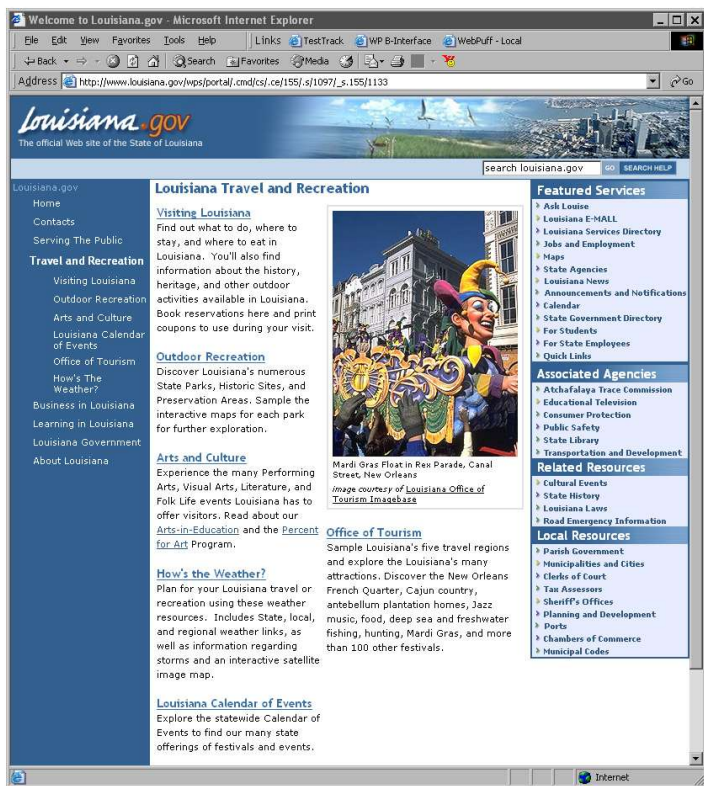 Welcome to Louisiana.gov - Microsoft Internet Explorer
File Edit View Favorites Tools Help
Links TestTrack WP B-Interface WebPuff - Local
Back Search Favorites Media
Address http://www.louisiana.gov/wps/portal/.cmd/cs/.ce/155/.s/1097/_s.155/1133 Go
Louisiana.gov
The official Web site of the State of Louisiana
search louisiana.gov GO SEARCH HELP
Louisiana.gov
Home
Contacts
Serving The Public
Travel and Recreation
Visiting Louisiana
Outdoor Recreation
Arts and Culture
Louisiana Calendar
of Events
Office of Tourism
How's The
Weather?
Business in Louisiana
Learning in Louisiana
Louisiana Government
About Louisiana
Louisiana Travel and Recreation
Visiting Louisiana
Find out what to do, where to
stay, and where to eat in
Louisiana. You'll also find
information about the history,
heritage, and other outdoor
activities available in Louisiana.
Book reservations here and print
coupons to use during your visit.
Outdoor Recreation
Discover Louisiana's numerous
State Parks, Historic Sites, and
Preservation Areas. Sample the
interactive maps for each park
for further exploration.
Arts and Culture
Experience the many Performing
Arts, Visual Arts, Literature, and
Folk Life events Louisiana has to
offer visitors. Read about our
Arts-in-Education and the Percent
for Art Program.
How's the Weather?
Plan for your Louisiana travel or
recreation using these weather
resources. Includes State, local,
and regional weather links, as
well as information regarding
storms and an interactive satellite
image map.
Louisiana Calendar of Events
Explore the statewide Calendar of
Events to find our many state
offerings of festivals and events.
Mardi Gras Float in Rex Parade, Canal
Street, New Orleans
image courtesy of Louisiana Office of
Tourism Imagebase
Office of Tourism
Sample Louisiana's five travel regions
and explore the Louisiana's many
attractions. Discover the New Orleans
French Quarter, Cajun country,
antebellum plantation homes, Jazz
music, food, deep sea and freshwater
fishing, hunting, Mardi Gras, and more
than 100 other festivals.
Featured Services
Ask Louise
Louisiana E-MALL
Louisiana Services Directory
Jobs and Employment
Maps
State Agencies
Louisiana News
Announcements and Notifications
Calendar
State Government Directory
For Students
For State Employees
Quick Links
Associated Agencies
Atchafalaya Trace Commission
Educational Television
Consumer Protection
Public Safety
State Library
Transportation and Development
Related Resources
Cultural Events
State History
Louisiana Laws
Road Emergency Information
Local Resources
Parish Government
Municipalities and Cities
Clerks of Court
Tax Assessors
Sheriff's Offices
Planning and Development
Ports
Chambers of Commerce
Municipal Codes
Internet